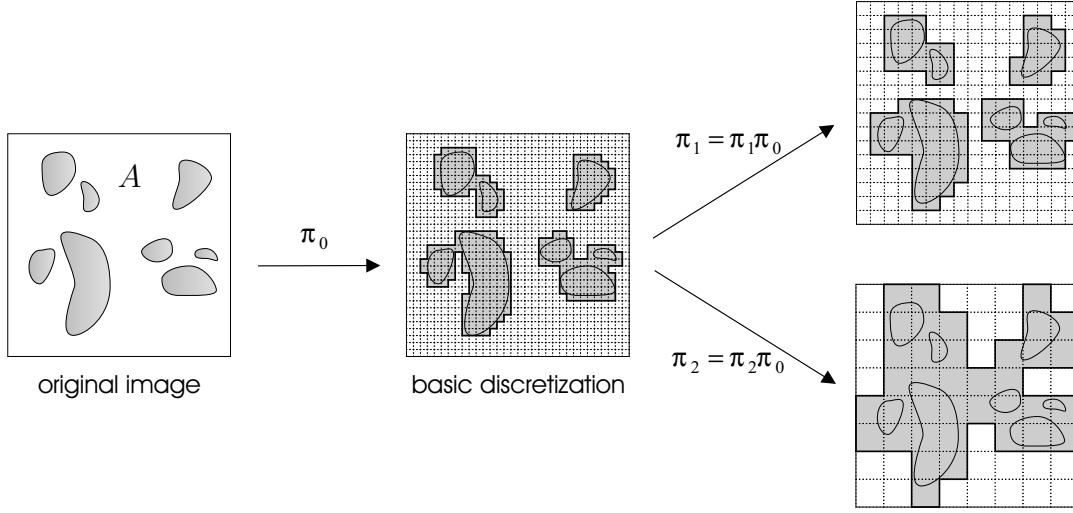 A
original image
π₀
basic discretization
π₁ = π₁π₀
π₂ = π₂π₀